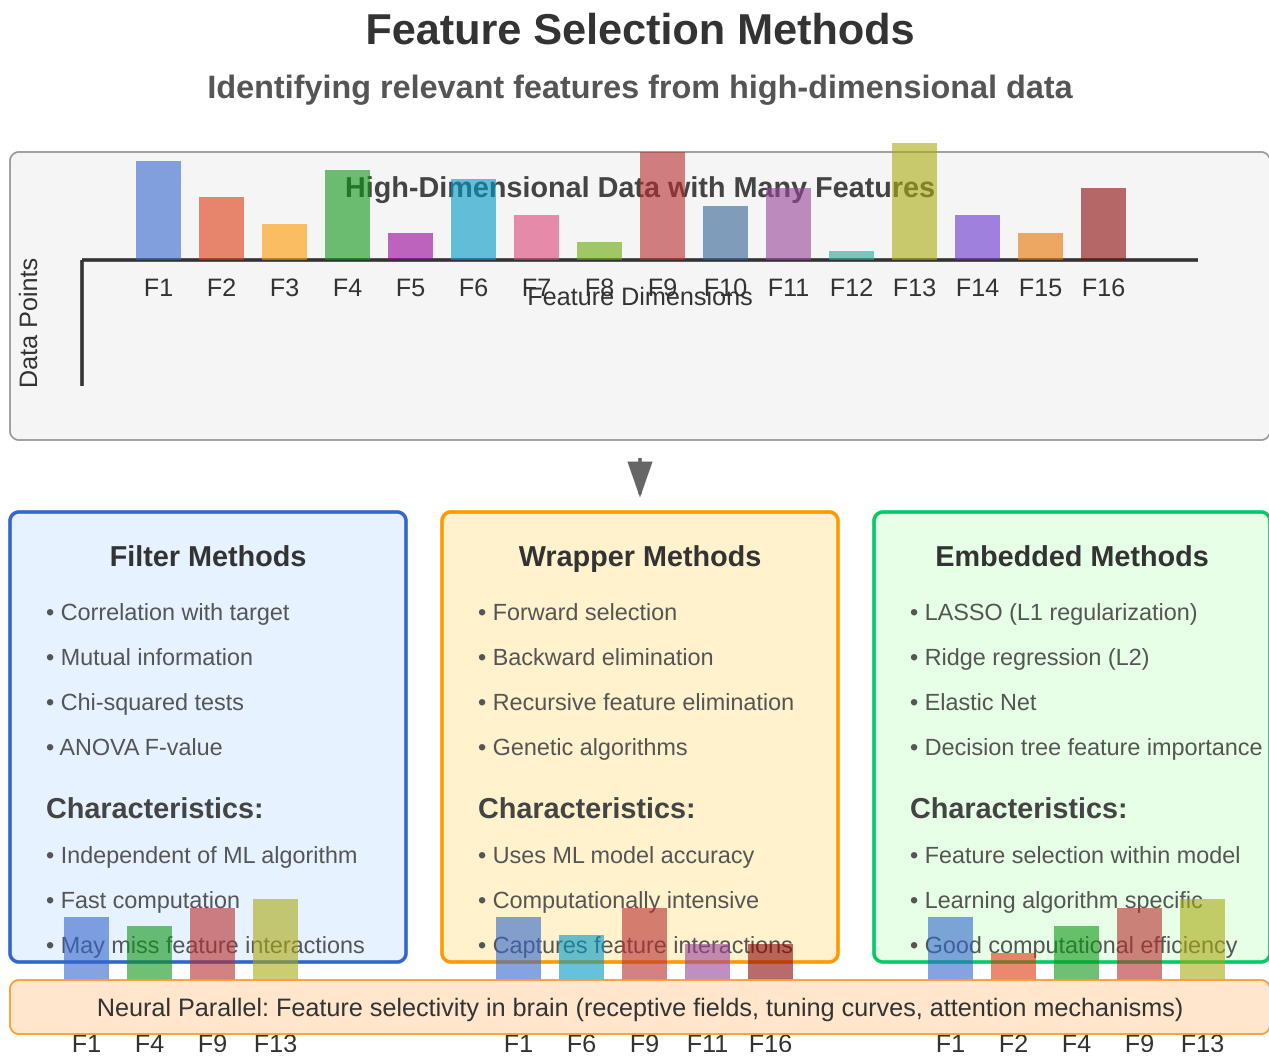 Feature Selection Methods
Identifying relevant features from high-dimensional data
High-Dimensional Data with Many Features
Data Points
F1 F2 F3 F4 F5 F6 F7 F8 F9 F10 F11 F12 F13 F14 F15 F16
Feature Dimensions
Filter Methods
• Correlation with target
• Mutual information
• Chi-squared tests
• ANOVA F-value
Characteristics:
• Independent of ML algorithm
• Fast computation
• May miss feature interactions
Wrapper Methods
• Forward selection
• Backward elimination
• Recursive feature elimination
• Genetic algorithms
Characteristics:
• Uses ML model accuracy
• Computationally intensive
• Captures feature interactions
Embedded Methods
• LASSO (L1 regularization)
• Ridge regression (L2)
• Elastic Net
• Decision tree feature importance
Characteristics:
• Feature selection within model
• Learning algorithm specific
• Good computational efficiency
Neural Parallel: Feature selectivity in brain (receptive fields, tuning curves, attention mechanisms)
F1 F4 F9 F13
F1 F6 F9 F11 F16
F1 F2 F4 F9 F13